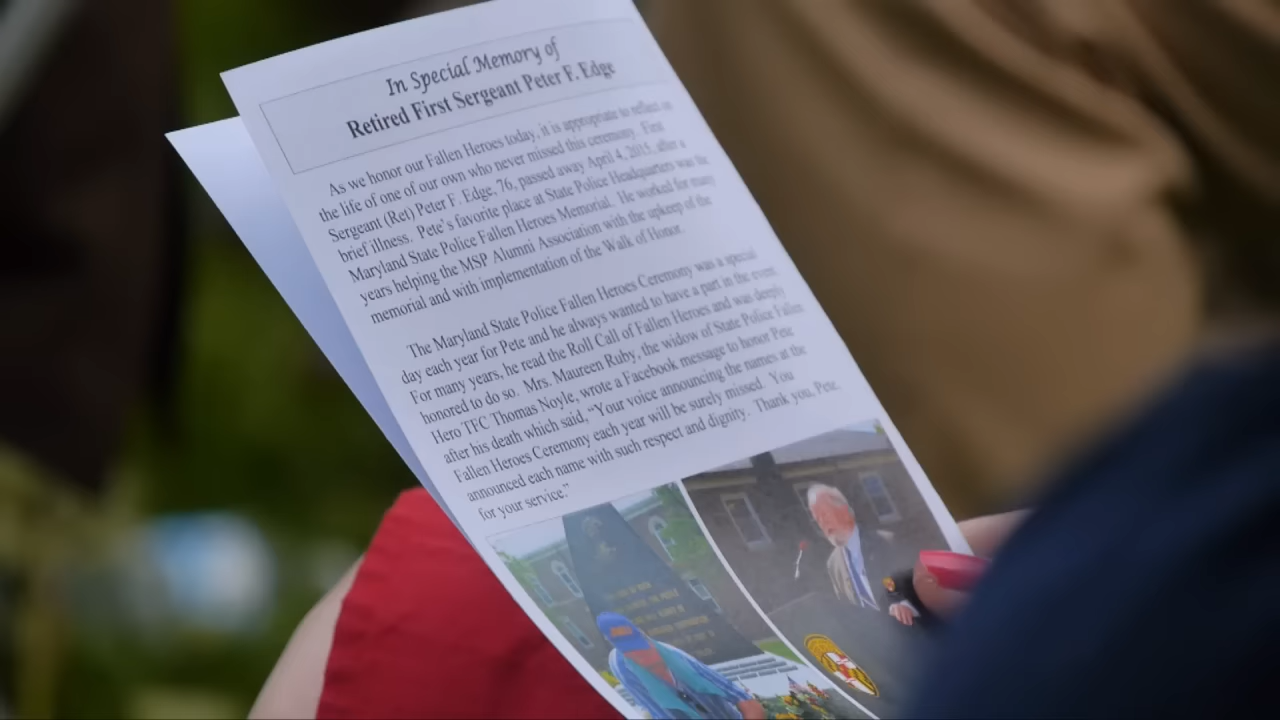 In Special Memory of
Retired First Sergeant Peter F. Edge
As we honor our Fallen Heroes today, it is appropriate to reflect on
the life of one of our own who never missed this ceremony. First
Sergeant (Ret) Peter F. Edge, 76, passed away April 4, 2015, after a
brief illness. Pete's favorite place at State Police Headquarters was the
Maryland State Police Fallen Heroes Memorial. He worked for many
years helping the MSP Alumni Association with the upkeep of the
memorial and with implementation of the Walk of Honor.
The Maryland State Police Fallen Heroes Ceremony was a special
day each year for Pete and he always wanted to have a part in the event.
For many years, he read the Roll Call of Fallen Heroes and was deeply
honored to do so. Mrs. Maureen Ruby, the widow of State Police Fallen
Hero TFC Thomas Noyle, wrote a Facebook message to honor Pete
after his death which said, "Your voice announcing the names at the
Fallen Heroes Ceremony each year will be surely missed. You
announced each name with such respect and dignity. Thank you, Pete,
for your service."